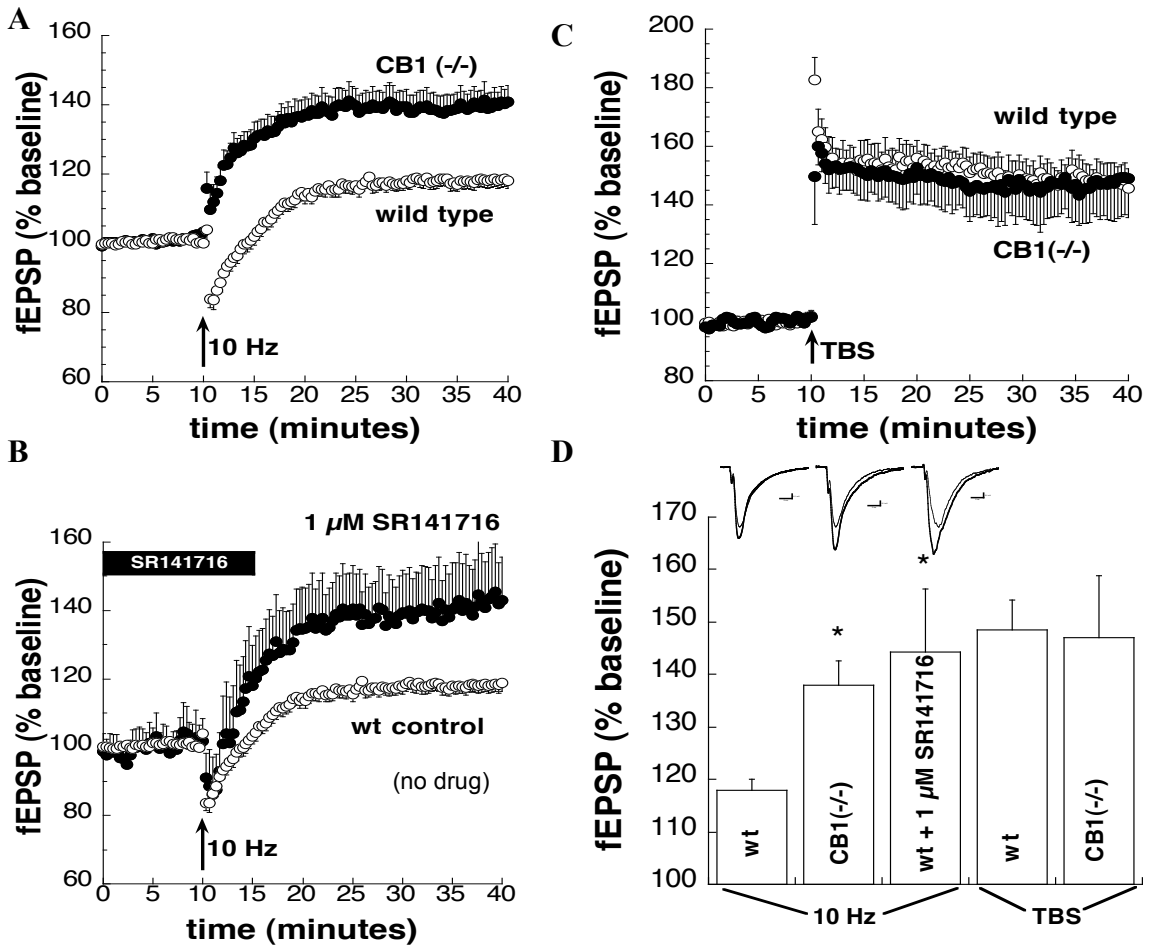 A
160
140
120
100
80
60
fEPSP (% baseline)
CB1 (-/-)
wild type
10 Hz
0 5 10 15 20 25 30 35 40
time (minutes)
B
160
140
120
100
80
60
fEPSP (% baseline)
1 µM SR141716
SR141716
wt control
(no drug)
10 Hz
0 5 10 15 20 25 30 35 40
time (minutes)
C
200
180
160
140
120
100
80
fEPSP (% baseline)
wild type
CB1(-/-)
TBS
0 5 10 15 20 25 30 35 40
time (minutes)
D
170
160
150
140
130
120
110
100
fEPSP (% baseline)
*
*
wt
CB1(-/-)
wt + 1 µM SR141716
wt
CB1(-/-)
10 Hz
TBS